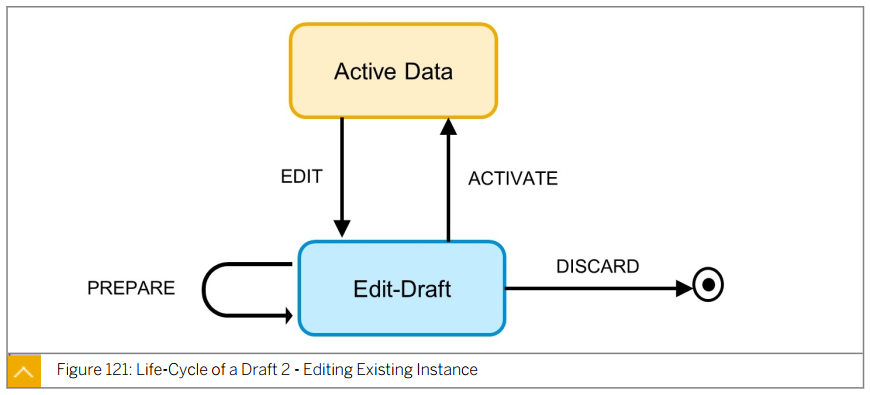 Active Data
EDIT
ACTIVATE
PREPARE
Edit-Draft
DISCARD
Figure 121: Life-Cycle of a Draft 2 - Editing Existing Instance